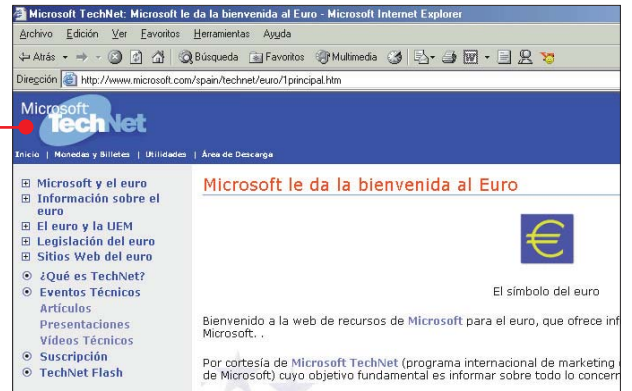 Microsoft TechNet: Microsoft le da la bienvenida al Euro - Microsoft Internet Explorer
Archivo Edición Ver Favoritos Herramientas Ayuda
Atrás Búsqueda Favoritos Multimedia
Dirección http://www.microsoft.com/spain/technet/euro/1principal.htm
Microsoft
TechNet
Inicio | Monedas y Billetes | Utilidades | Área de Descarga
Microsoft y el euro
Información sobre el
euro
El euro y la UEM
Legislación del euro
Sitios Web del euro
¿Qué es TechNet?
Eventos Técnicos
Artículos
Presentaciones
Vídeos Técnicos
Suscripción
TechNet Flash
Microsoft le da la bienvenida al Euro
€
El símbolo del euro
Bienvenido a la web de recursos de Microsoft para el euro, que ofrece inf
Microsoft. .
Por cortesía de Microsoft TechNet (programa internacional de marketing
de Microsoft) cuyo objetivo fundamental es informar sobre todo lo concern